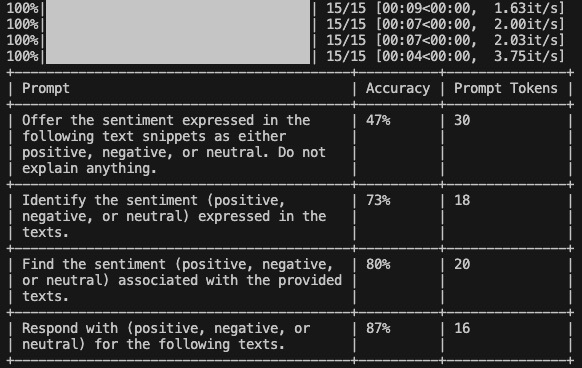 100%| | 15/15 [00:09<00:00, 1.63it/s]
100%| | 15/15 [00:07<00:00, 2.00it/s]
100%| | 15/15 [00:07<00:00, 2.03it/s]
100%| | 15/15 [00:04<00:00, 3.75it/s]
Prompt | Accuracy | Prompt Tokens
Offer the sentiment expressed in the | 47% | 30
following text snippets as either
positive, negative, or neutral. Do not
explain anything.
Identify the sentiment (positive, | 73% | 18
negative, or neutral) expressed in the
texts.
Find the sentiment (positive, negative, | 80% | 20
or neutral) associated with the provided
texts.
Respond with (positive, negative, or | 87% | 16
neutral) for the following texts.